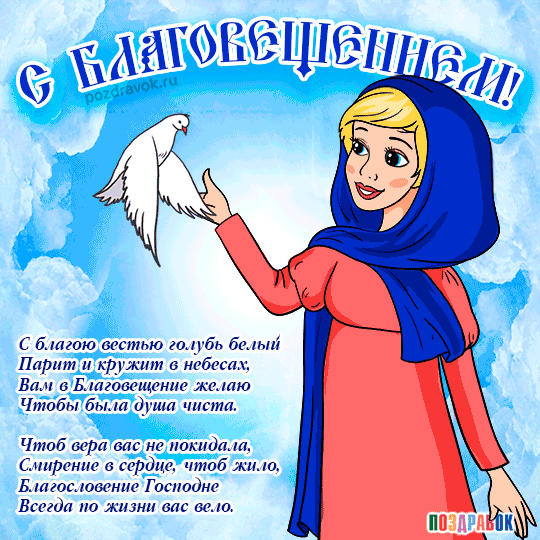 С БЛАГОВЕЩЕНИЕМ!
pozdravok.ru
С благою вестью голубь белый
Парит и кружит в небесах,
Вам в Благовещение желаю
Чтобы была душа чиста.
Чтоб вера вас не покидала,
Смирение в сердце, чтоб жило,
Благословение Господне
Всегда по жизни вас вело.
ПОЗДРАВОК